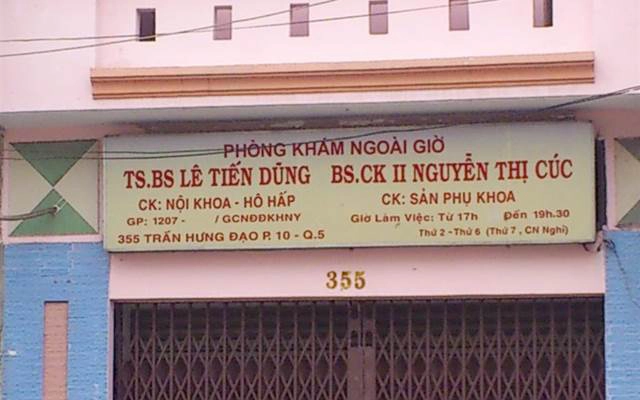 PHÒNG KHÁM NGOÀI GIỜ
TS.BS LÊ TIẾN DŨNG BS.CK II NGUYỄN THỊ CÚC
CK: NỘI KHOA - HÔ HẤP CK: SẢN PHỤ KHOA
GP: 1207 - / GCNĐĐKHNY Giờ Làm Việc: Từ 17h Đến 19h.30
355 TRẦN HƯNG ĐẠO P. 10 - Q.5 Thứ 2 - Thứ 6 (Thứ 7, CN Nghỉ)
355